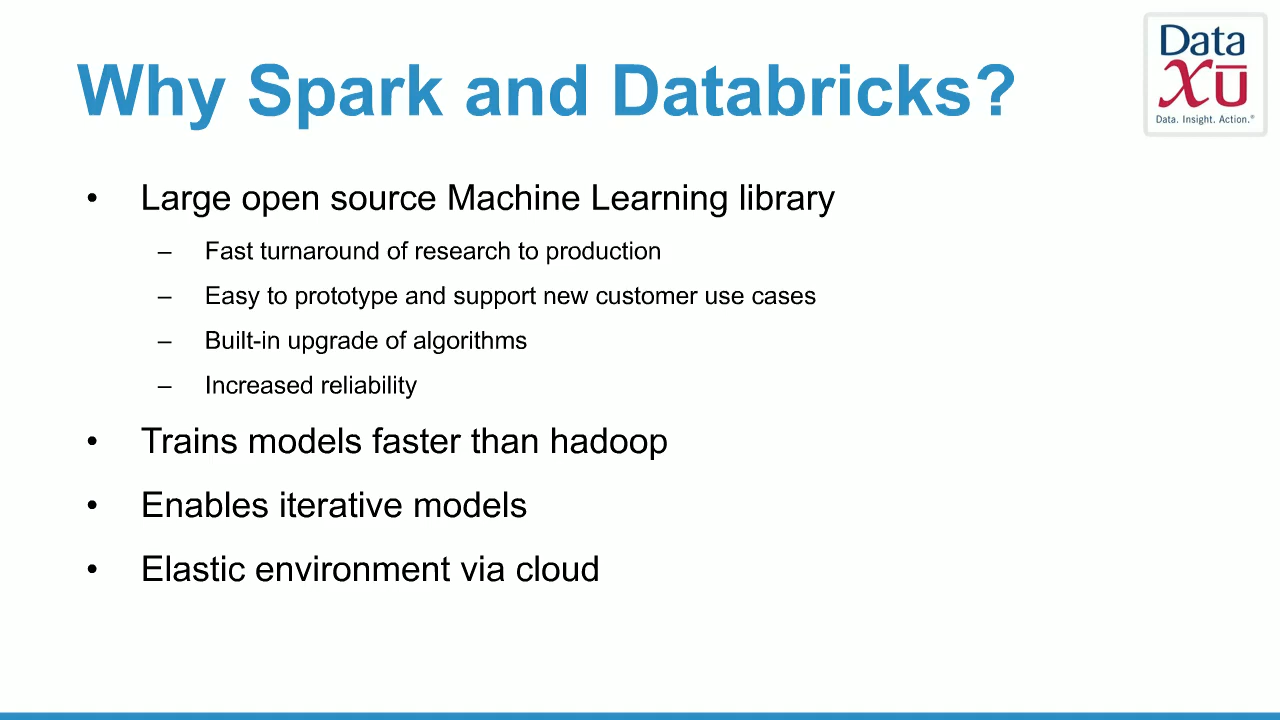 Why Spark and Databricks?
Data
Xū
Data. Insight. Action.®
• Large open source Machine Learning library
– Fast turnaround of research to production
– Easy to prototype and support new customer use cases
– Built-in upgrade of algorithms
– Increased reliability
• Trains models faster than hadoop
• Enables iterative models
• Elastic environment via cloud